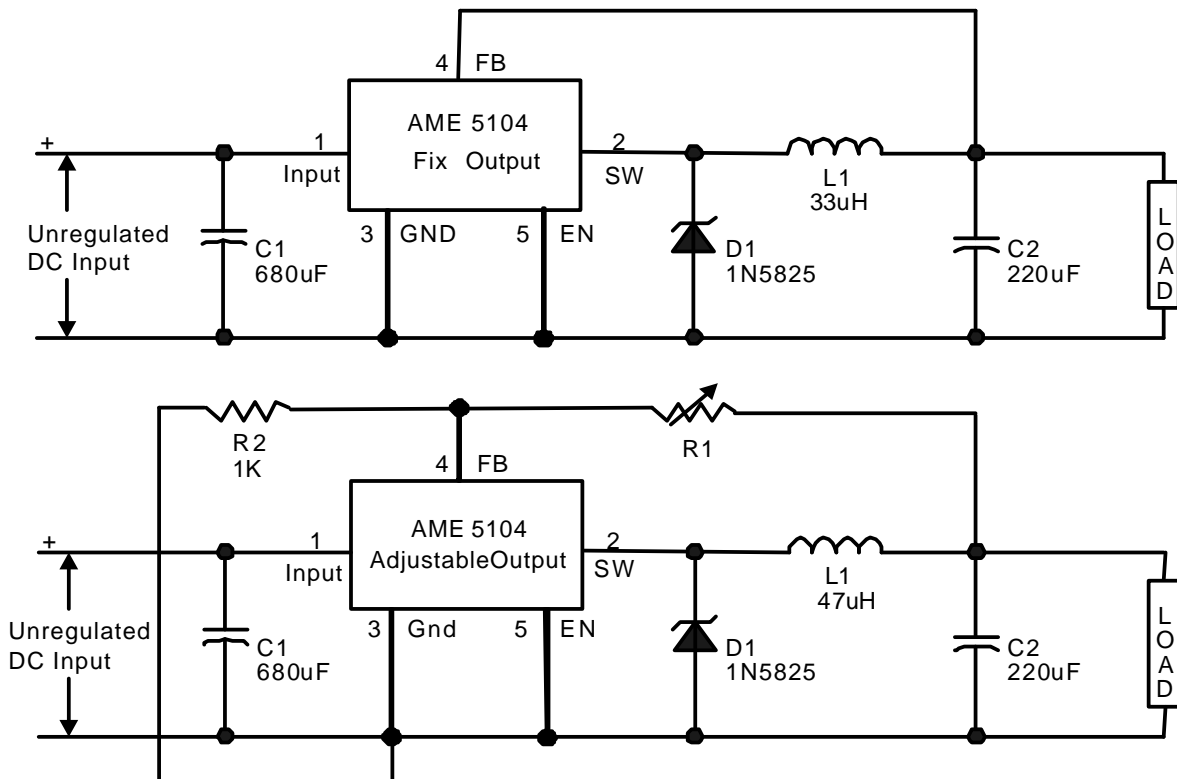 4 FB
AME 5104
Fix Output
+
1
Input
2
SW
Unregulated
DC Input
C1
680uF
3 GND
5 EN
D1
1N5825
L1
33uH
C2
220uF
LOAD
R2
1K
R1
4 FB
AME 5104
AdjustableOutput
+
1
Input
2
SW
Unregulated
DC Input
C1
680uF
3 Gnd
5 EN
D1
1N5825
L1
47uH
C2
220uF
LOAD